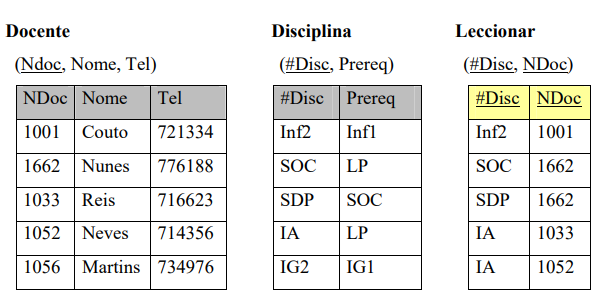 Docente
(Ndoc, Nome, Tel)
NDoc Nome Tel
1001 Couto 721334
1662 Nunes 776188
1033 Reis 716623
1052 Neves 714356
1056 Martins 734976
Disciplina
(#Disc, Prereq)
#Disc Prereq
Inf2 Inf1
SOC LP
SDP SOC
IA LP
IG2 IG1
Leccionar
(#Disc, NDoc)
#Disc NDoc
Inf2 1001
SOC 1662
SDP 1662
IA 1033
IA 1052